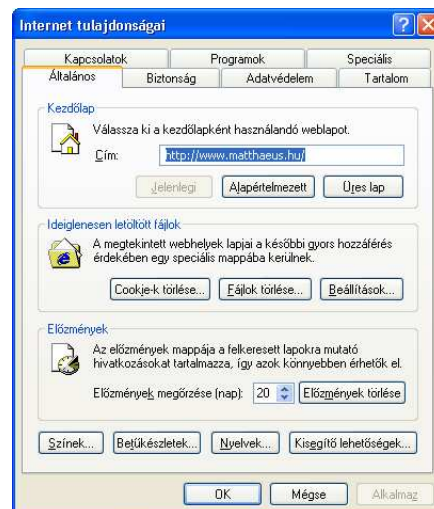 Internet tulajdonságai
Kapcsolatok Programok Speciális
Általános Biztonság Adatvédelem Tartalom
Kezdőlap
Válassza ki a kezdőlapként használandó weblapot.
Cím: http://www.matthaeus.hu/
Jelenlegi Alapértelmezett Üres lap
Ideiglenesen letöltött fájlok
A megtekintett webhelyek lapjai a későbbi gyors hozzáférés
érdekében egy speciális mappába kerülnek.
Cookie-k törlése... Fájlok törlése... Beállítások...
Előzmények
Az előzmények mappája a felkeresett lapokra mutató
hivatkozásokat tartalmazza, így azok könnyebben érhetők el.
Előzmények megőrzése (nap): 20 Előzmények törlése
Színek... Betűkészletek... Nyelvek... Kisegítő lehetőségek...
OK Mégse Alkalmaz